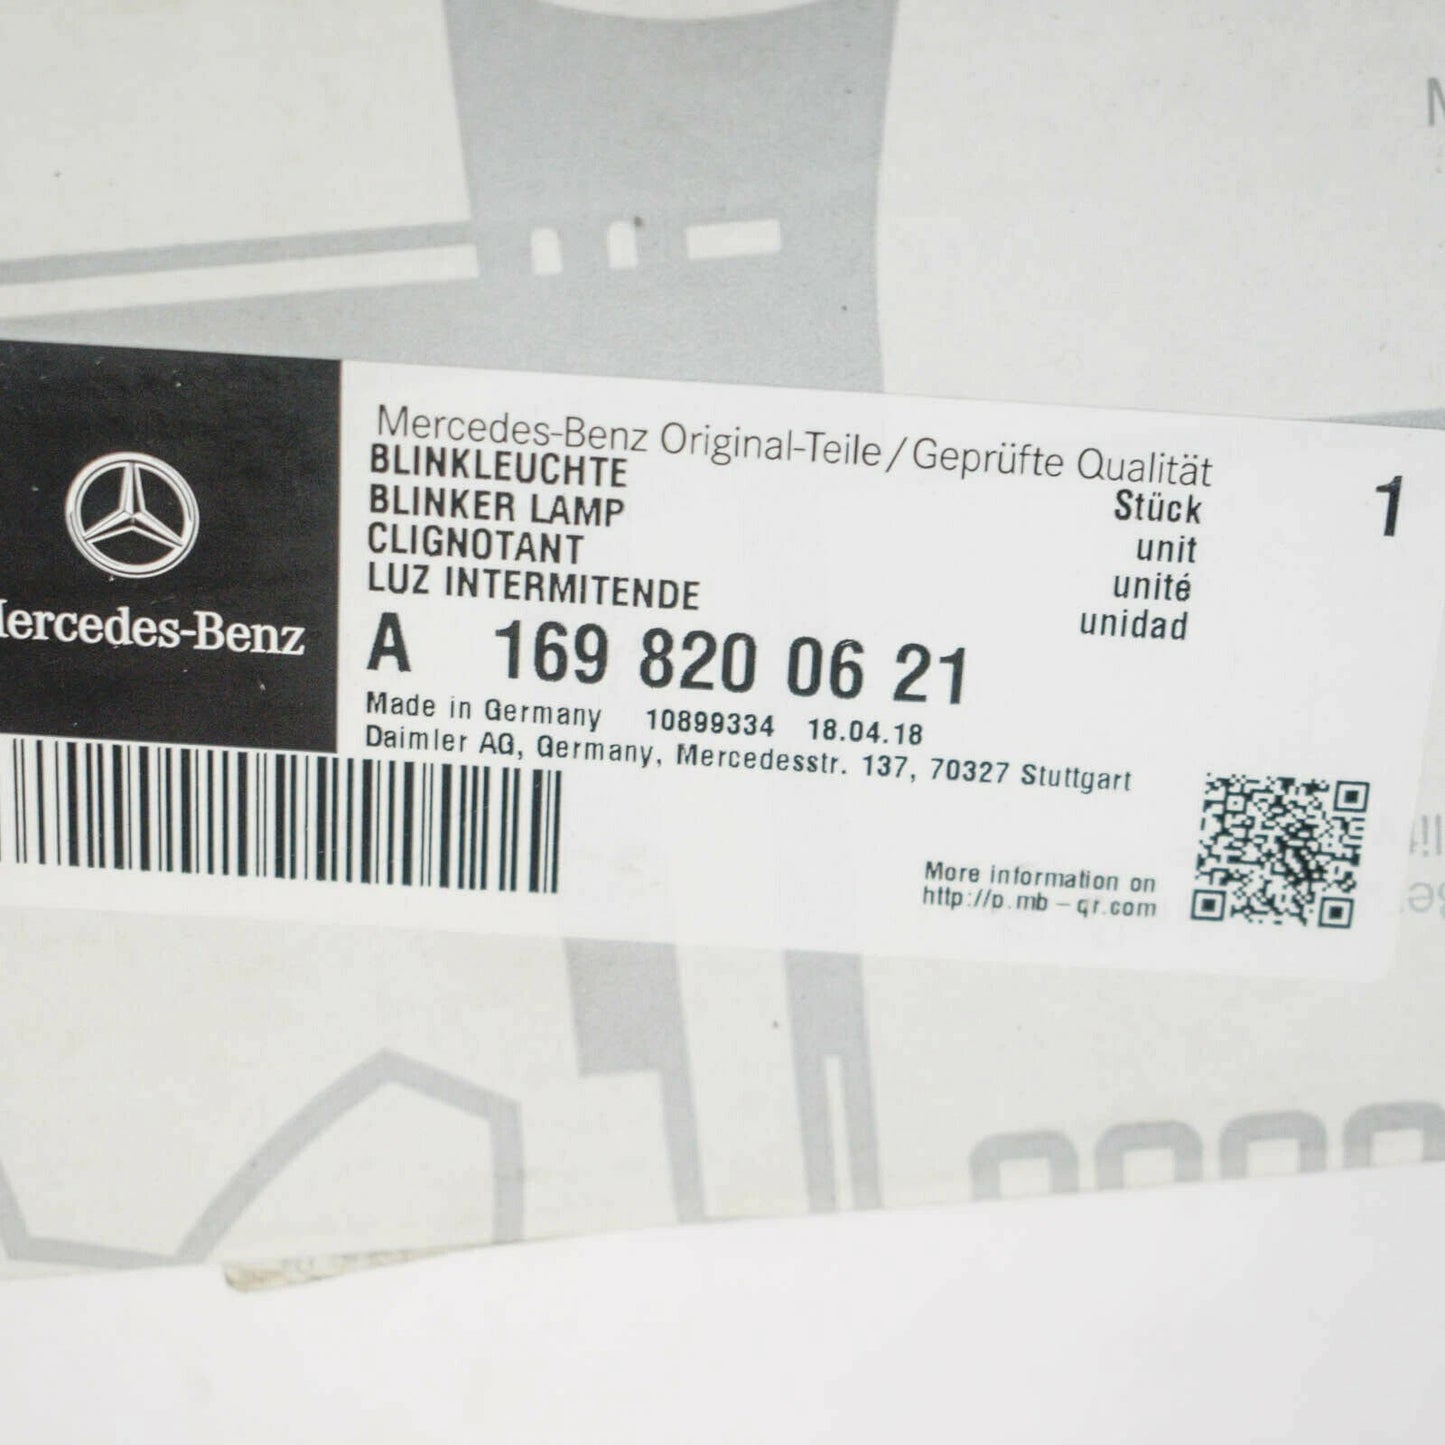 Mercedes-Benz Original-Teile/Geprüfte Qualität
BLINKLEUCHTE Stück 1
BLINKER LAMP unit
CLIGNOTANT unité
LUZ INTERMITENDE unidad
A 169 820 06 21
Made in Germany 10899334 18.04.18
Daimler AG, Germany, Mercedesstr. 137, 70327 Stuttgart
More information on
http://p.mb-qr.com
Mercedes-Benz